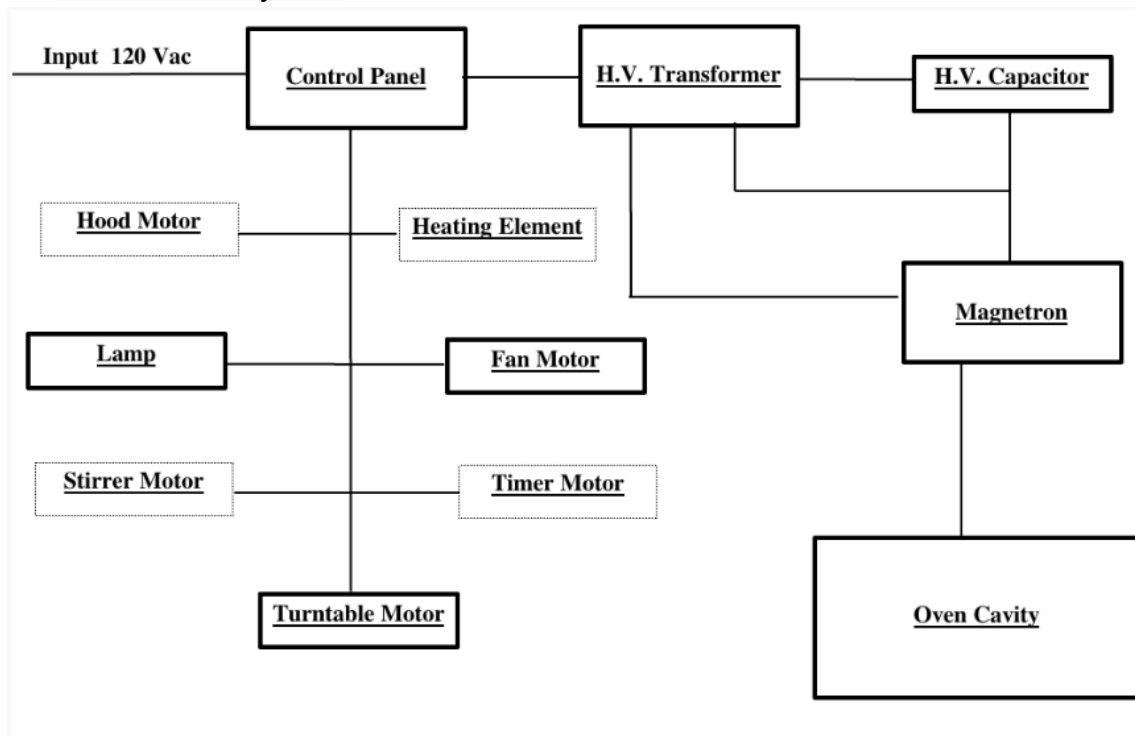 Input 120 Vac
Control Panel
H.V. Transformer
H.V. Capacitor
Hood Motor
Heating Element
Magnetron
Lamp
Fan Motor
Stirrer Motor
Timer Motor
Turntable Motor
Oven Cavity